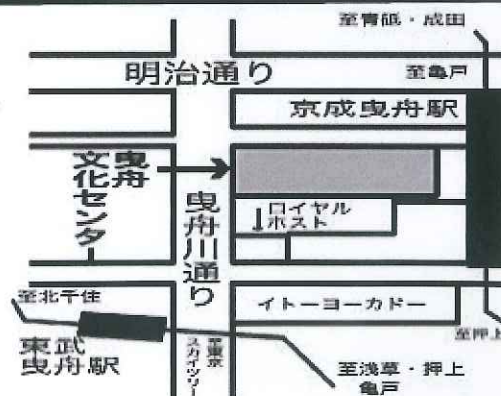 至青砥・成田
明治通り
至亀戸
京成曳舟駅
曳舟
文化センター
ロイヤル
ホスト
曳舟川通り
至北千住
イトーヨーカドー
東武
曳舟駅
至東京
スカイツリー
至押上
至浅草・押上
亀戸